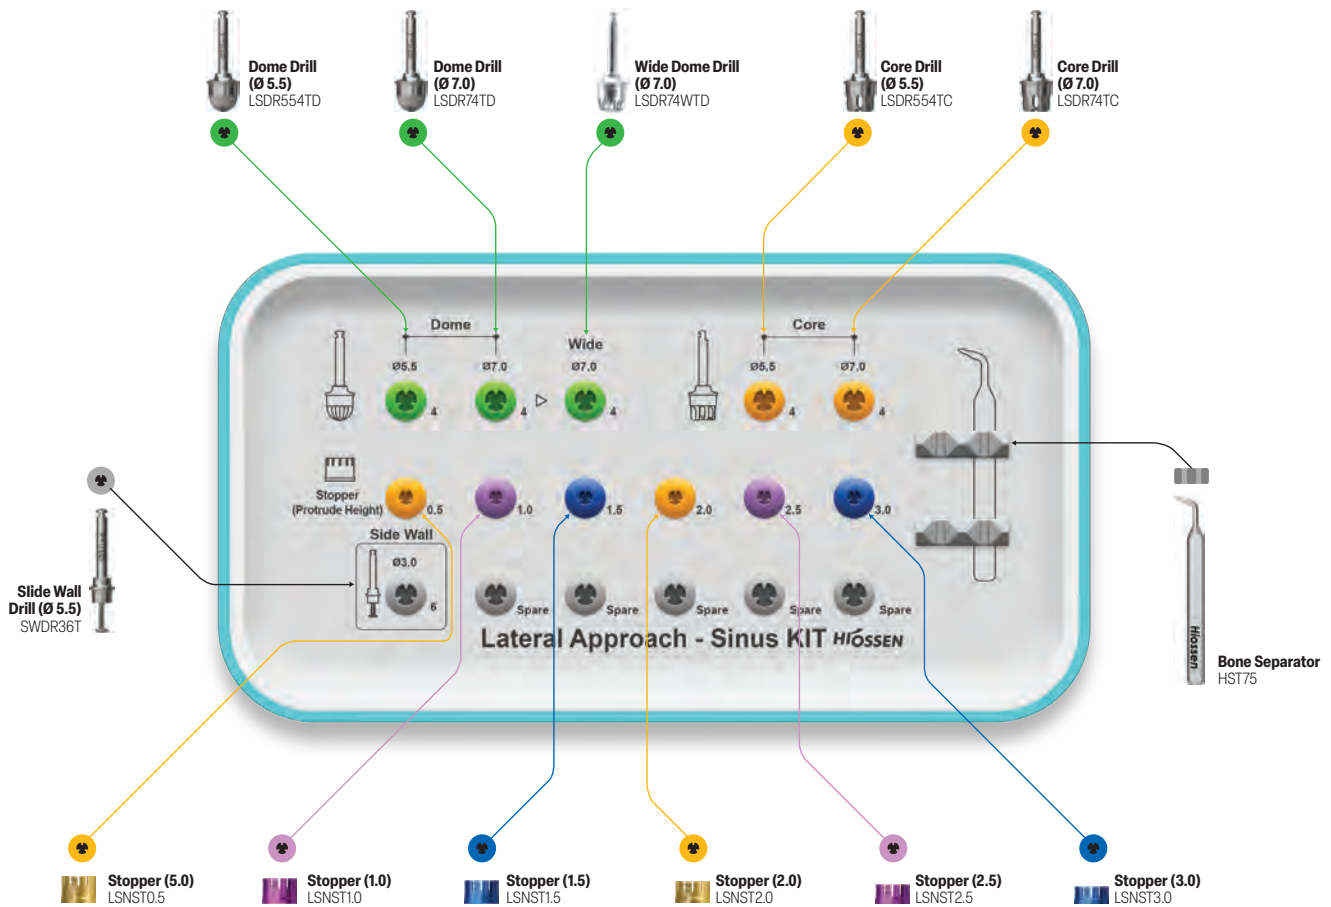 Dome Drill
(Ø 5.5)
LSDR554TD
Dome Drill
(Ø 7.0)
LSDR74TD
Wide Dome Drill
(Ø 7.0)
LSDR74WTD
Core Drill
(Ø 5.5)
LSDR554TC
Core Drill
(Ø 7.0)
LSDR74TC
Dome
Wide
Core
Ø5.5
Ø7.0
Ø7.0
Ø5.5
Ø7.0
4
4
4
4
4
Stopper
(Protrude Height)
0.5
1.0
1.5
2.0
2.5
3.0
Side Wall
Ø3.0
6
Spare
Spare
Spare
Spare
Spare
Lateral Approach - Sinus KIT HIOSSEN
Slide Wall
Drill (Ø 5.5)
SWDR36T
Hiossen
Bone Separator
HST75
Stopper (5.0)
LSNST0.5
Stopper (1.0)
LSNST1.0
Stopper (1.5)
LSNST1.5
Stopper (2.0)
LSNST2.0
Stopper (2.5)
LSNST2.5
Stopper (3.0)
LSNST3.0